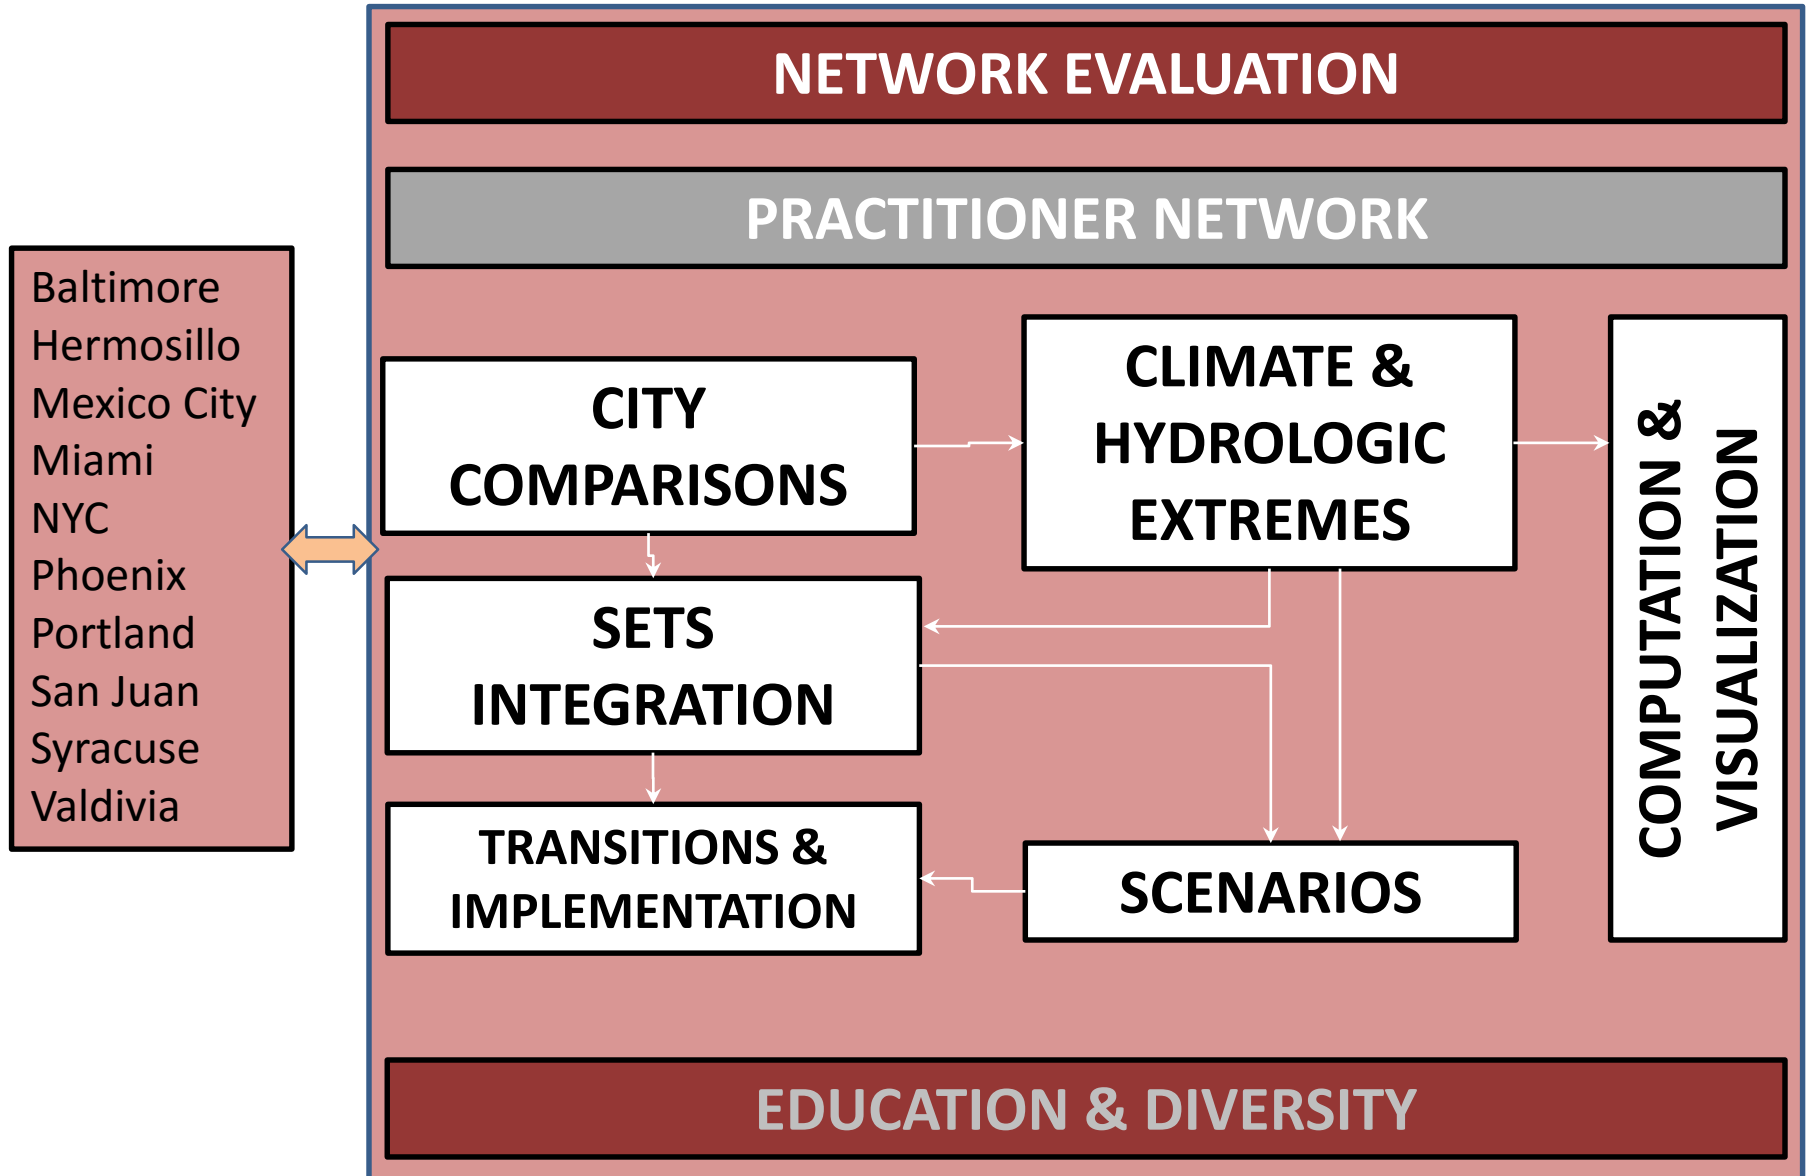 NETWORK EVALUATION
PRACTITIONER NETWORK
Baltimore
Hermosillo
Mexico City
Miami
NYC
Phoenix
Portland
San Juan
Syracuse
Valdivia
CITY
COMPARISONS
CLIMATE &
HYDROLOGIC
EXTREMES
COMPUTATION &
VISUALIZATION
SETS
INTEGRATION
TRANSITIONS &
IMPLEMENTATION
SCENARIOS
EDUCATION & DIVERSITY